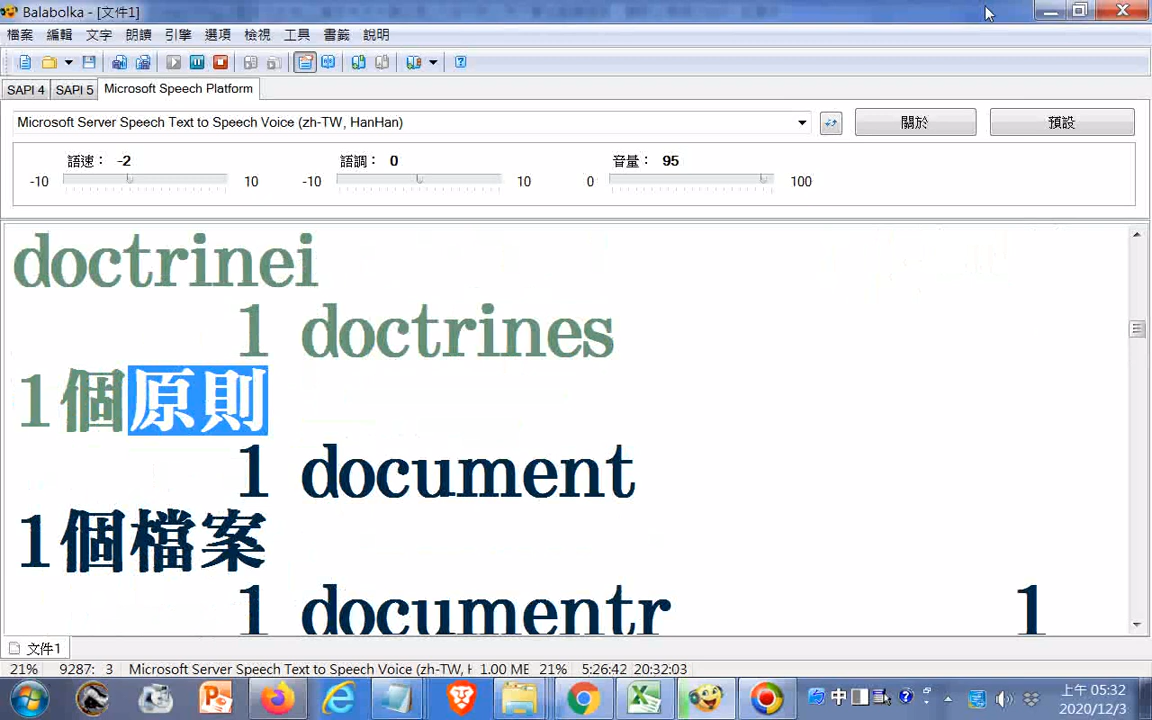 Balabolka - [文件1]
檔案 編輯 文字 朗讀 引擎 選項 檢視 工具 書籤 說明
SAPI 4 SAPI 5 Microsoft Speech Platform
Microsoft Server Speech Text to Speech Voice (zh-TW, HanHan) 關於 預設
語速： -2 語調： 0 音量： 95
-10 10 -10 10 0 100
doctrinei
1 doctrines
1個原則
1 document
1個檔案
1 documentr 1
文件1
21% 9287: 3 Microsoft Server Speech Text to Speech Voice (zh-TW, H 1.00 ME 21% 5:26:42 20:32:03
中 上午 05:32
2020/12/3